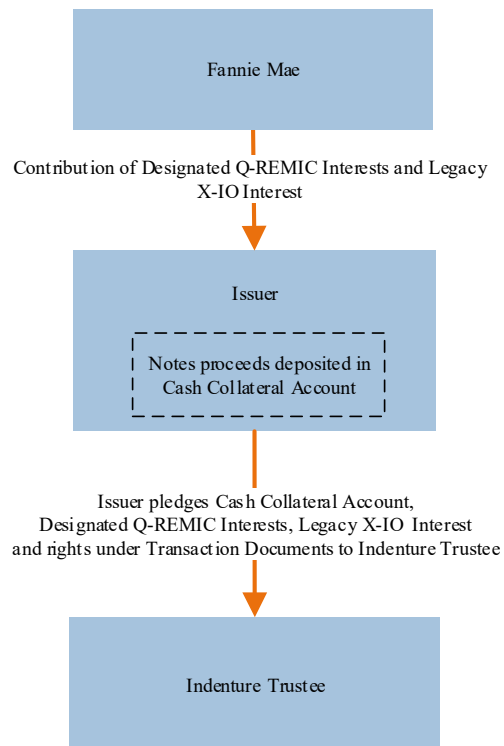 Fannie Mae
Contribution of Designated Q-REMIC Interests and Legacy
X-IO Interest
Issuer
Notes proceeds deposited in
Cash Collateral Account
Issuer pledges Cash Collateral Account,
Designated Q-REMIC Interests, Legacy X-IO Interest
and rights under Transaction Documents to Indenture Trustee
Indenture Trustee